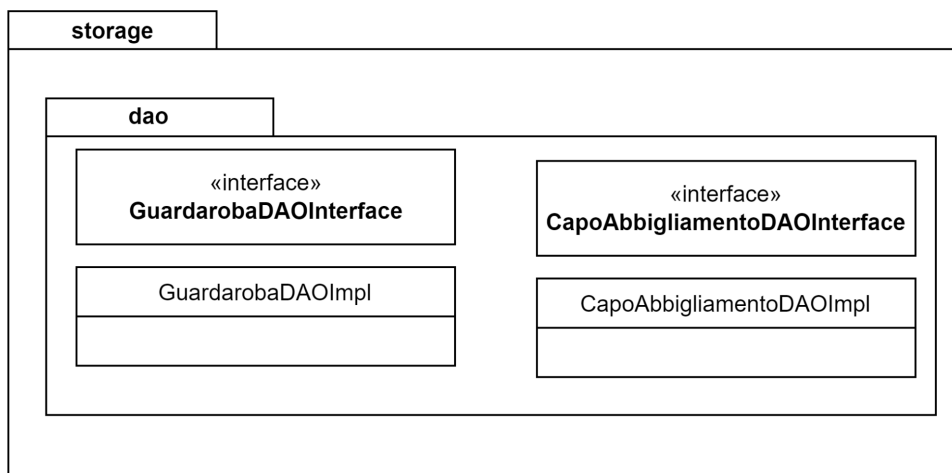 storage
dao
«interface»
GuardarobaDAOInterface
GuardarobaDAOImpl
«interface»
CapoAbbigliamentoDAOInterface
CapoAbbigliamentoDAOImpl